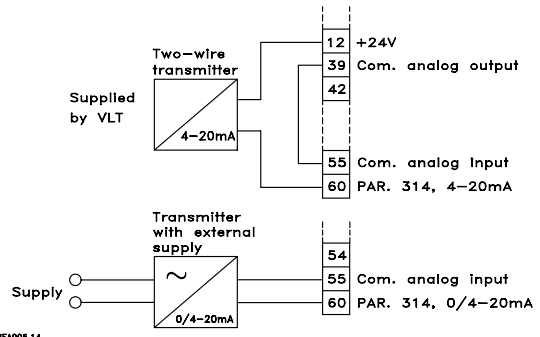 12 +24V
Two-wire
transmitter
39 Com. analog output
42
Supplied
by VLT
4-20mA
55 Com. analog input
60 PAR. 314, 4-20mA
Transmitter
with external
supply
54
~
55 Com. analog input
Supply
60 PAR. 314, 0/4-20mA
0/4-20mA